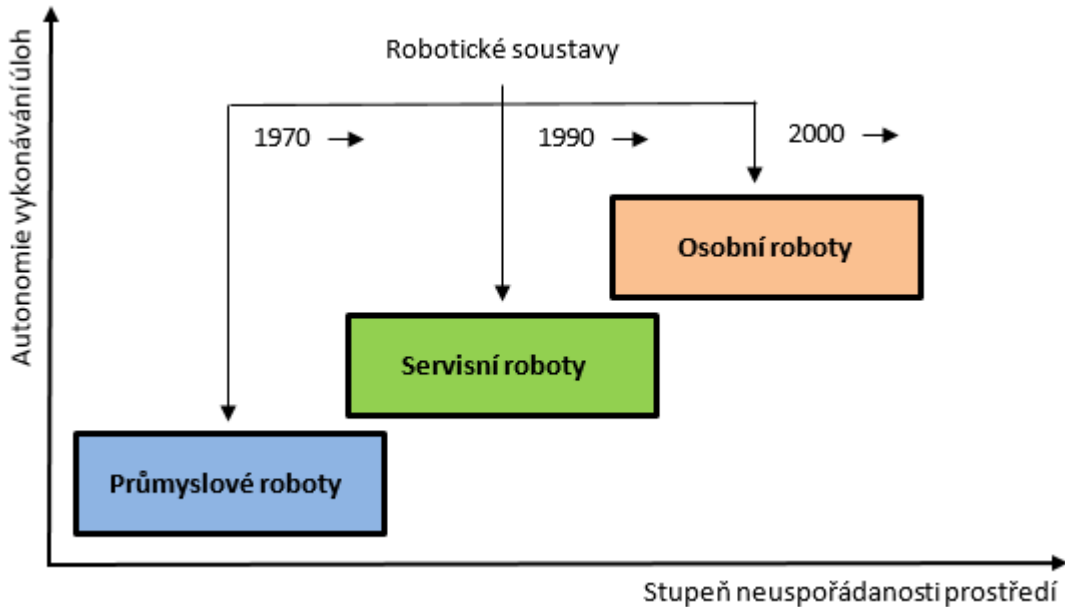 Autonomie vykonávání úloh
Robotické soustavy
1970
1990
2000
Osobní roboty
Servisní roboty
Průmyslové roboty
Stupeň neuspořádanosti prostředí